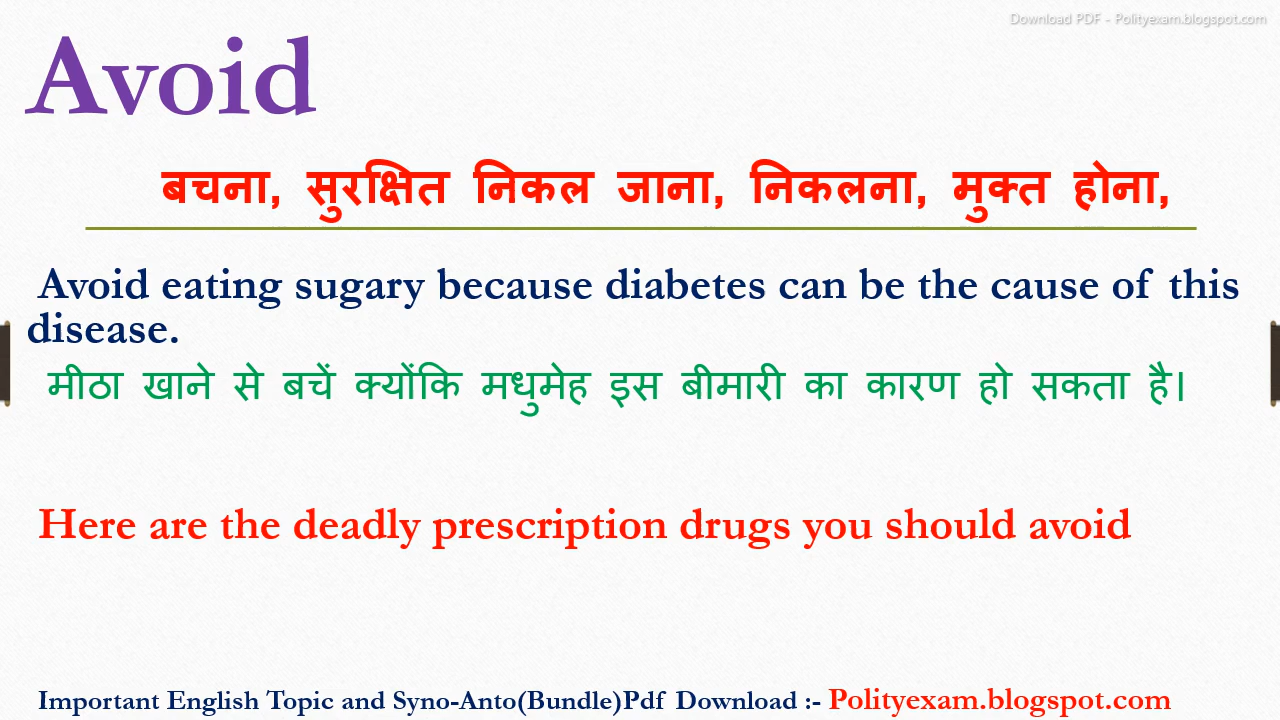 Download PDF - Polityexam.blogspot.com
Avoid
बचना, सुरक्षित निकल जाना, निकलना, मुक्त होना,
Avoid eating sugary because diabetes can be the cause of this
disease.
मीठा खाने से बचें क्योंकि मधुमेह इस बीमारी का कारण हो सकता है।
Here are the deadly prescription drugs you should avoid
Important English Topic and Syno-Anto(Bundle)Pdf Download :- Polityexam.blogspot.com